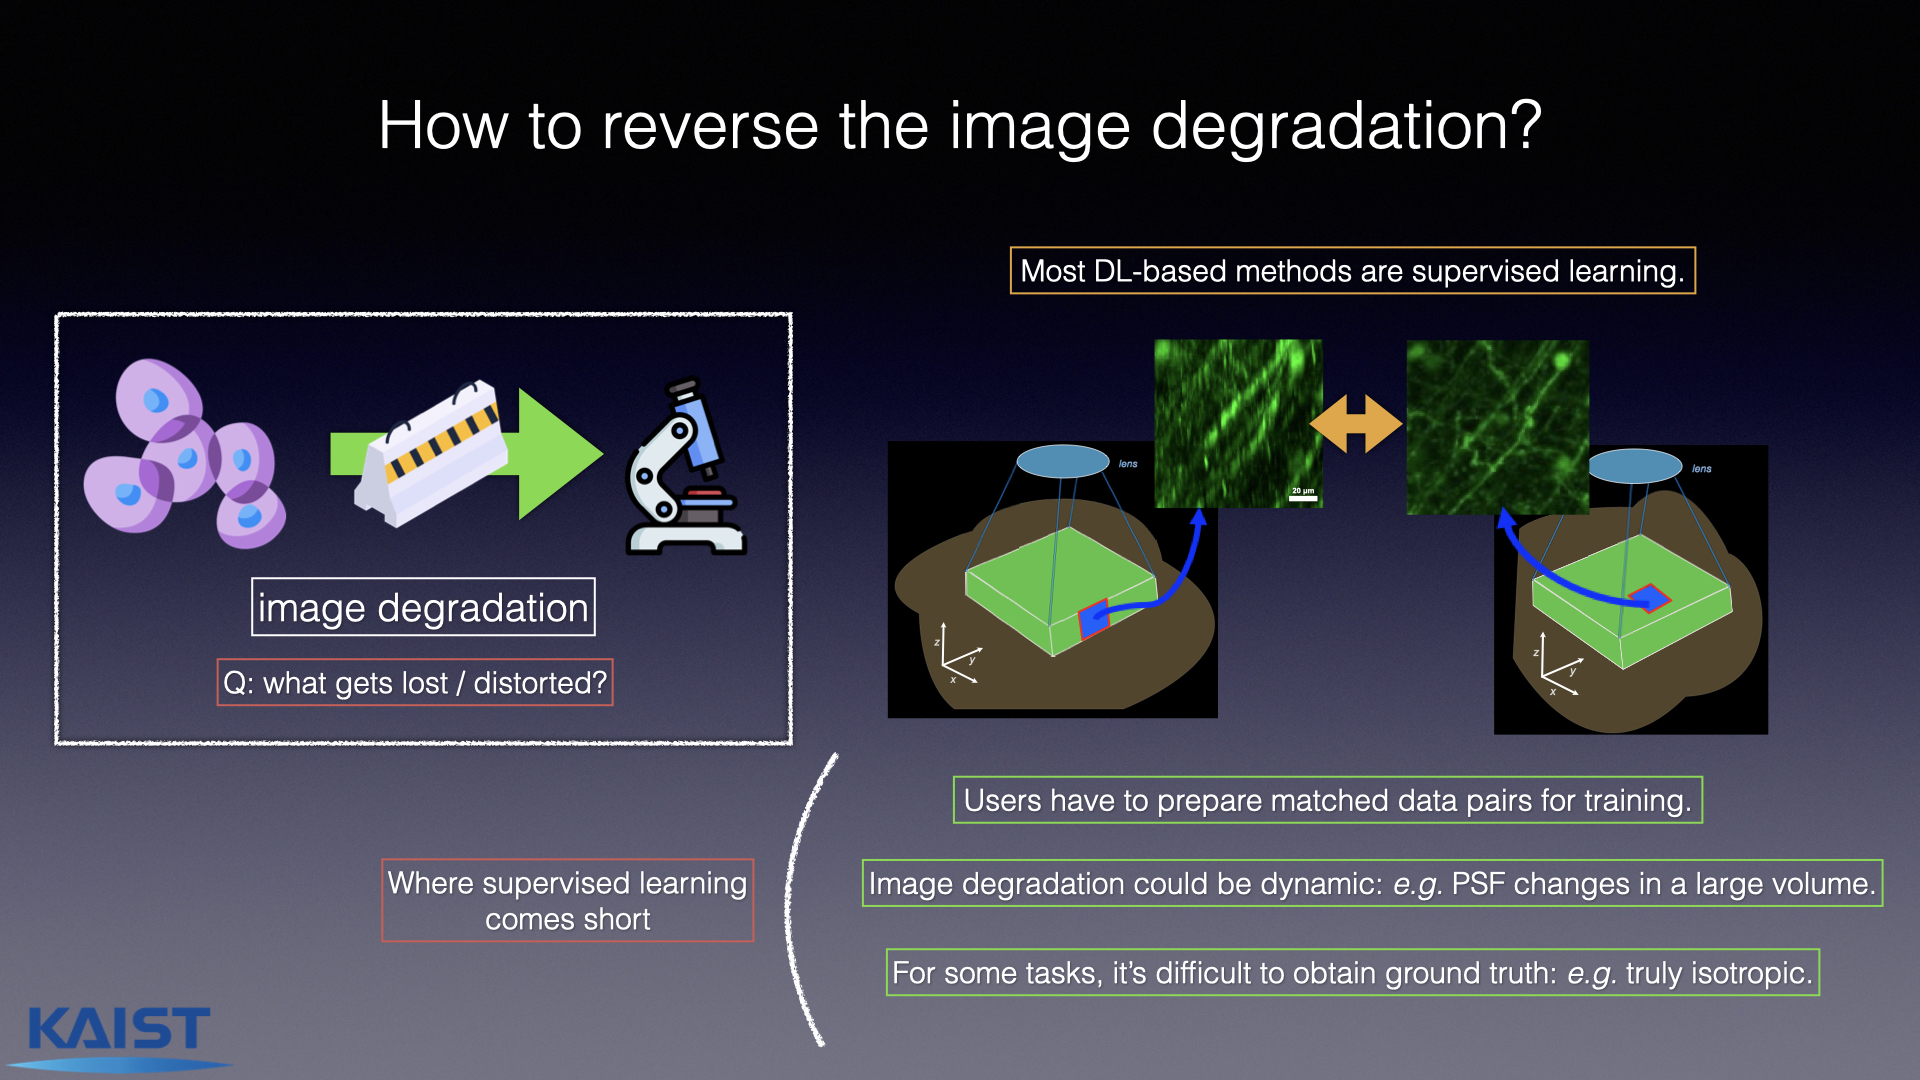 How to reverse the image degradation?
image degradation
Q: what gets lost / distorted?
Most DL-based methods are supervised learning.
20 µm
lens
z
y
x
lens
z
y
x
Where supervised learning
comes short
Users have to prepare matched data pairs for training.
Image degradation could be dynamic: e.g. PSF changes in a large volume.
For some tasks, it’s difficult to obtain ground truth: e.g. truly isotropic.
KAIST